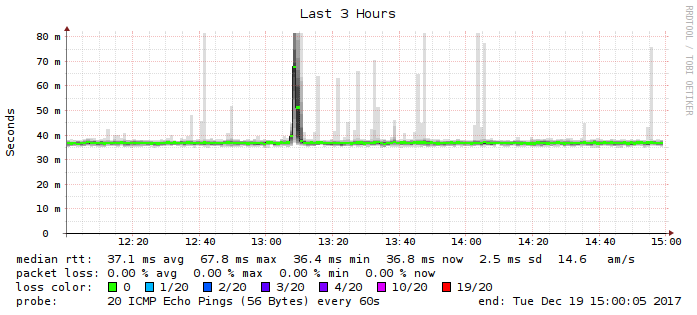 Last 3 Hours
RRDTOOL / TOBI OETIKER
Seconds
80 m
70 m
60 m
50 m
40 m
30 m
20 m
10 m
0
12:20 12:40 13:00 13:20 13:40 14:00 14:20 14:40 15:00
median rtt: 37.1 ms avg 67.8 ms max 36.4 ms min 36.8 ms now 2.5 ms sd 14.6 am/s
packet loss: 0.00 % avg 0.00 % max 0.00 % min 0.00 % now
loss color: 0 1/20 2/20 3/20 4/20 10/20 19/20
probe: 20 ICMP Echo Pings (56 Bytes) every 60s end: Tue Dec 19 15:00:05 2017